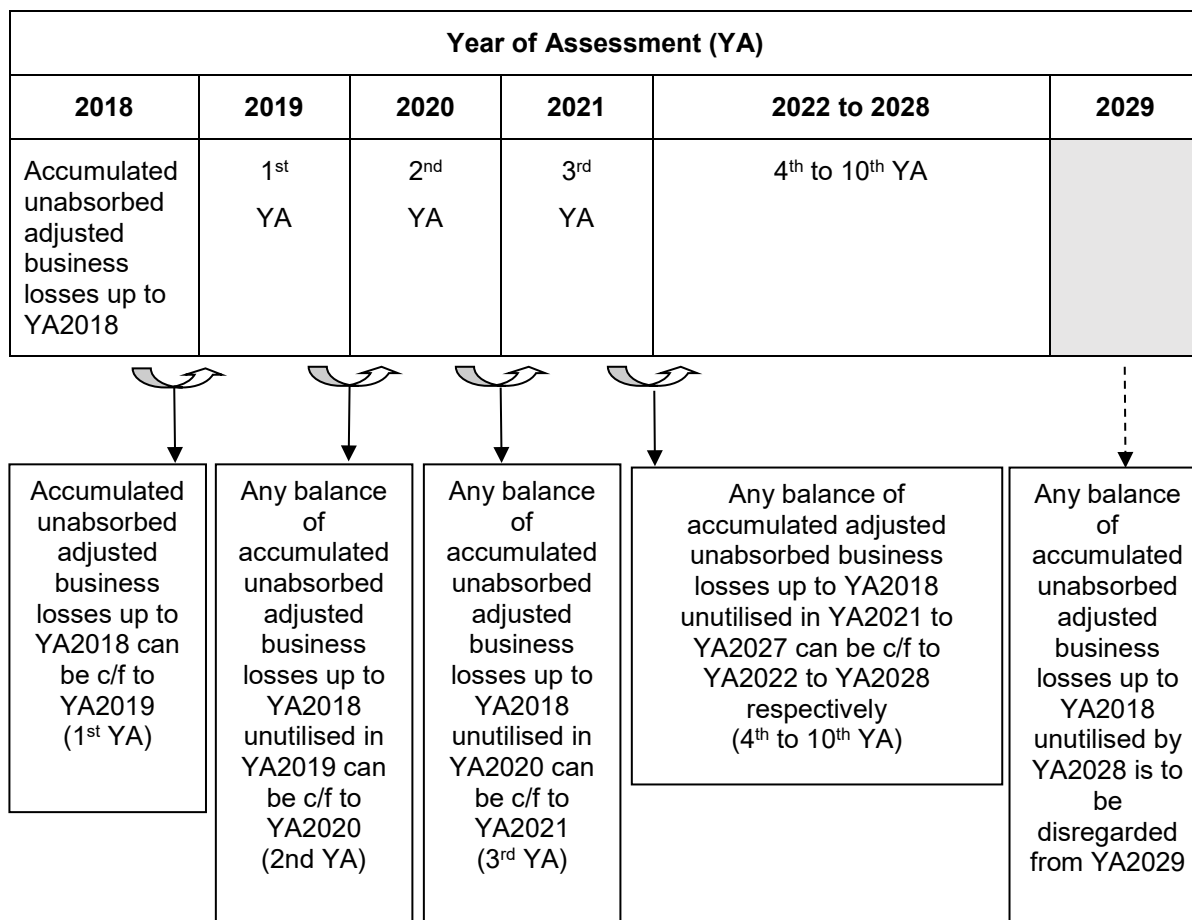 Year of Assessment (YA)
2018
2019
2020
2021
2022 to 2028
2029
Accumulated
unabsorbed
adjusted
business
losses up to
YA2018
1st
YA
2nd
YA
3rd
YA
4th to 10th YA
Accumulated
unabsorbed
adjusted
business
losses up to
YA2018 can
be c/f to
YA2019
(1st YA)
Any balance
of
accumulated
unabsorbed
adjusted
business
losses up to
YA2018
unutilised in
YA2019 can
be c/f to
YA2020
(2nd YA)
Any balance
of
accumulated
unabsorbed
adjusted
business
losses up to
YA2018
unutilised in
YA2020 can
be c/f to
YA2021
(3rd YA)
Any balance of
accumulated adjusted
unabsorbed business
losses up to YA2018
unutilised in YA2021 to
YA2027 can be c/f to
YA2022 to YA2028
respectively
(4th to 10th YA)
Any balance
of
accumulated
unabsorbed
adjusted
business
losses up to
YA2018
unutilised by
YA2028 is to
be
disregarded
from YA2029